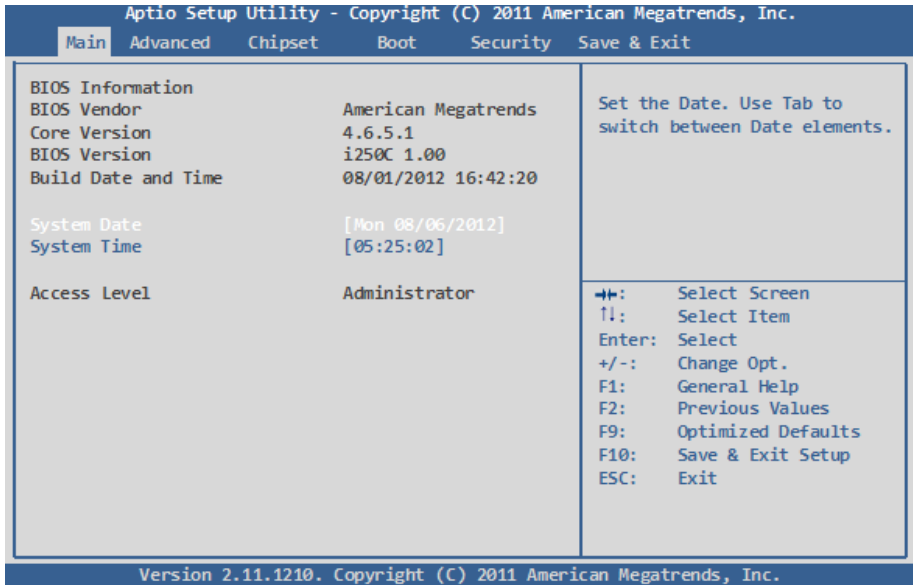 Aptio Setup Utility - Copyright (C) 2011 American Megatrends, Inc.
Main Advanced Chipset Boot Security Save & Exit
BIOS Information
BIOS Vendor American Megatrends
Core Version 4.6.5.1
BIOS Version i250C 1.00
Build Date and Time 08/01/2012 16:42:20
System Date [Mon 08/06/2012]
System Time [05:25:02]
Access Level Administrator
Set the Date. Use Tab to
switch between Date elements.
→←: Select Screen
↑↓: Select Item
Enter: Select
+/-: Change Opt.
F1: General Help
F2: Previous Values
F9: Optimized Defaults
F10: Save & Exit Setup
ESC: Exit
Version 2.11.1210. Copyright (C) 2011 American Megatrends, Inc.